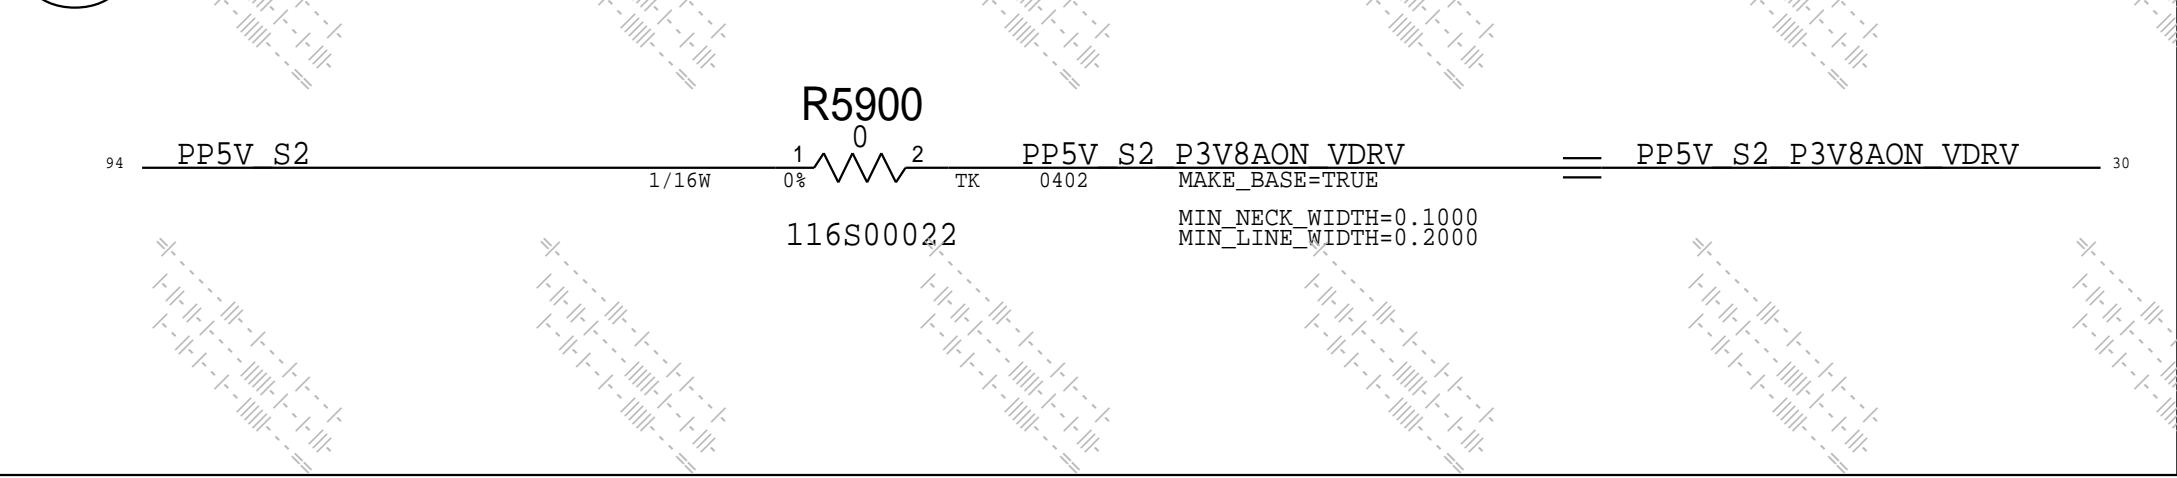 R5900
0
94 PP5V_S2 1 2 PP5V_S2_P3V8AON_VDRV PP5V_S2_P3V8AON_VDRV 30
1/16W 0% TK 0402 MAKE_BASE=TRUE
MIN_NECK_WIDTH=0.1000
116S00022 MIN_LINE_WIDTH=0.2000